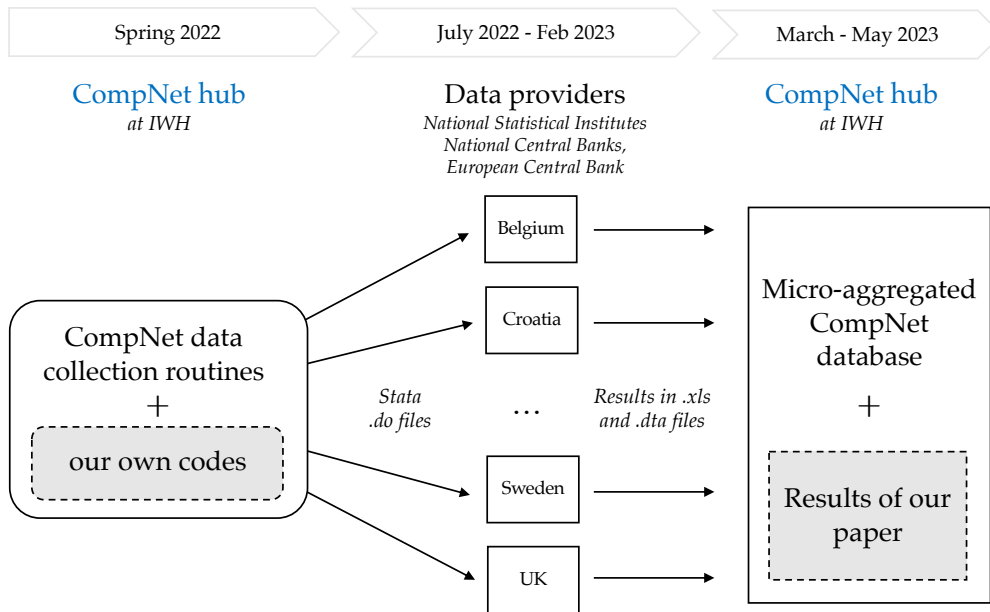 Spring 2022
July 2022 - Feb 2023
March - May 2023
CompNet hub
at IWH
Data providers
National Statistical Institutes
National Central Banks,
European Central Bank
CompNet hub
at IWH
CompNet data
collection routines
+
our own codes
Stata
.do files
Belgium
Croatia
...
Sweden
UK
Results in .xls
and .dta files
Micro-aggregated
CompNet
database
+
Results of our
paper